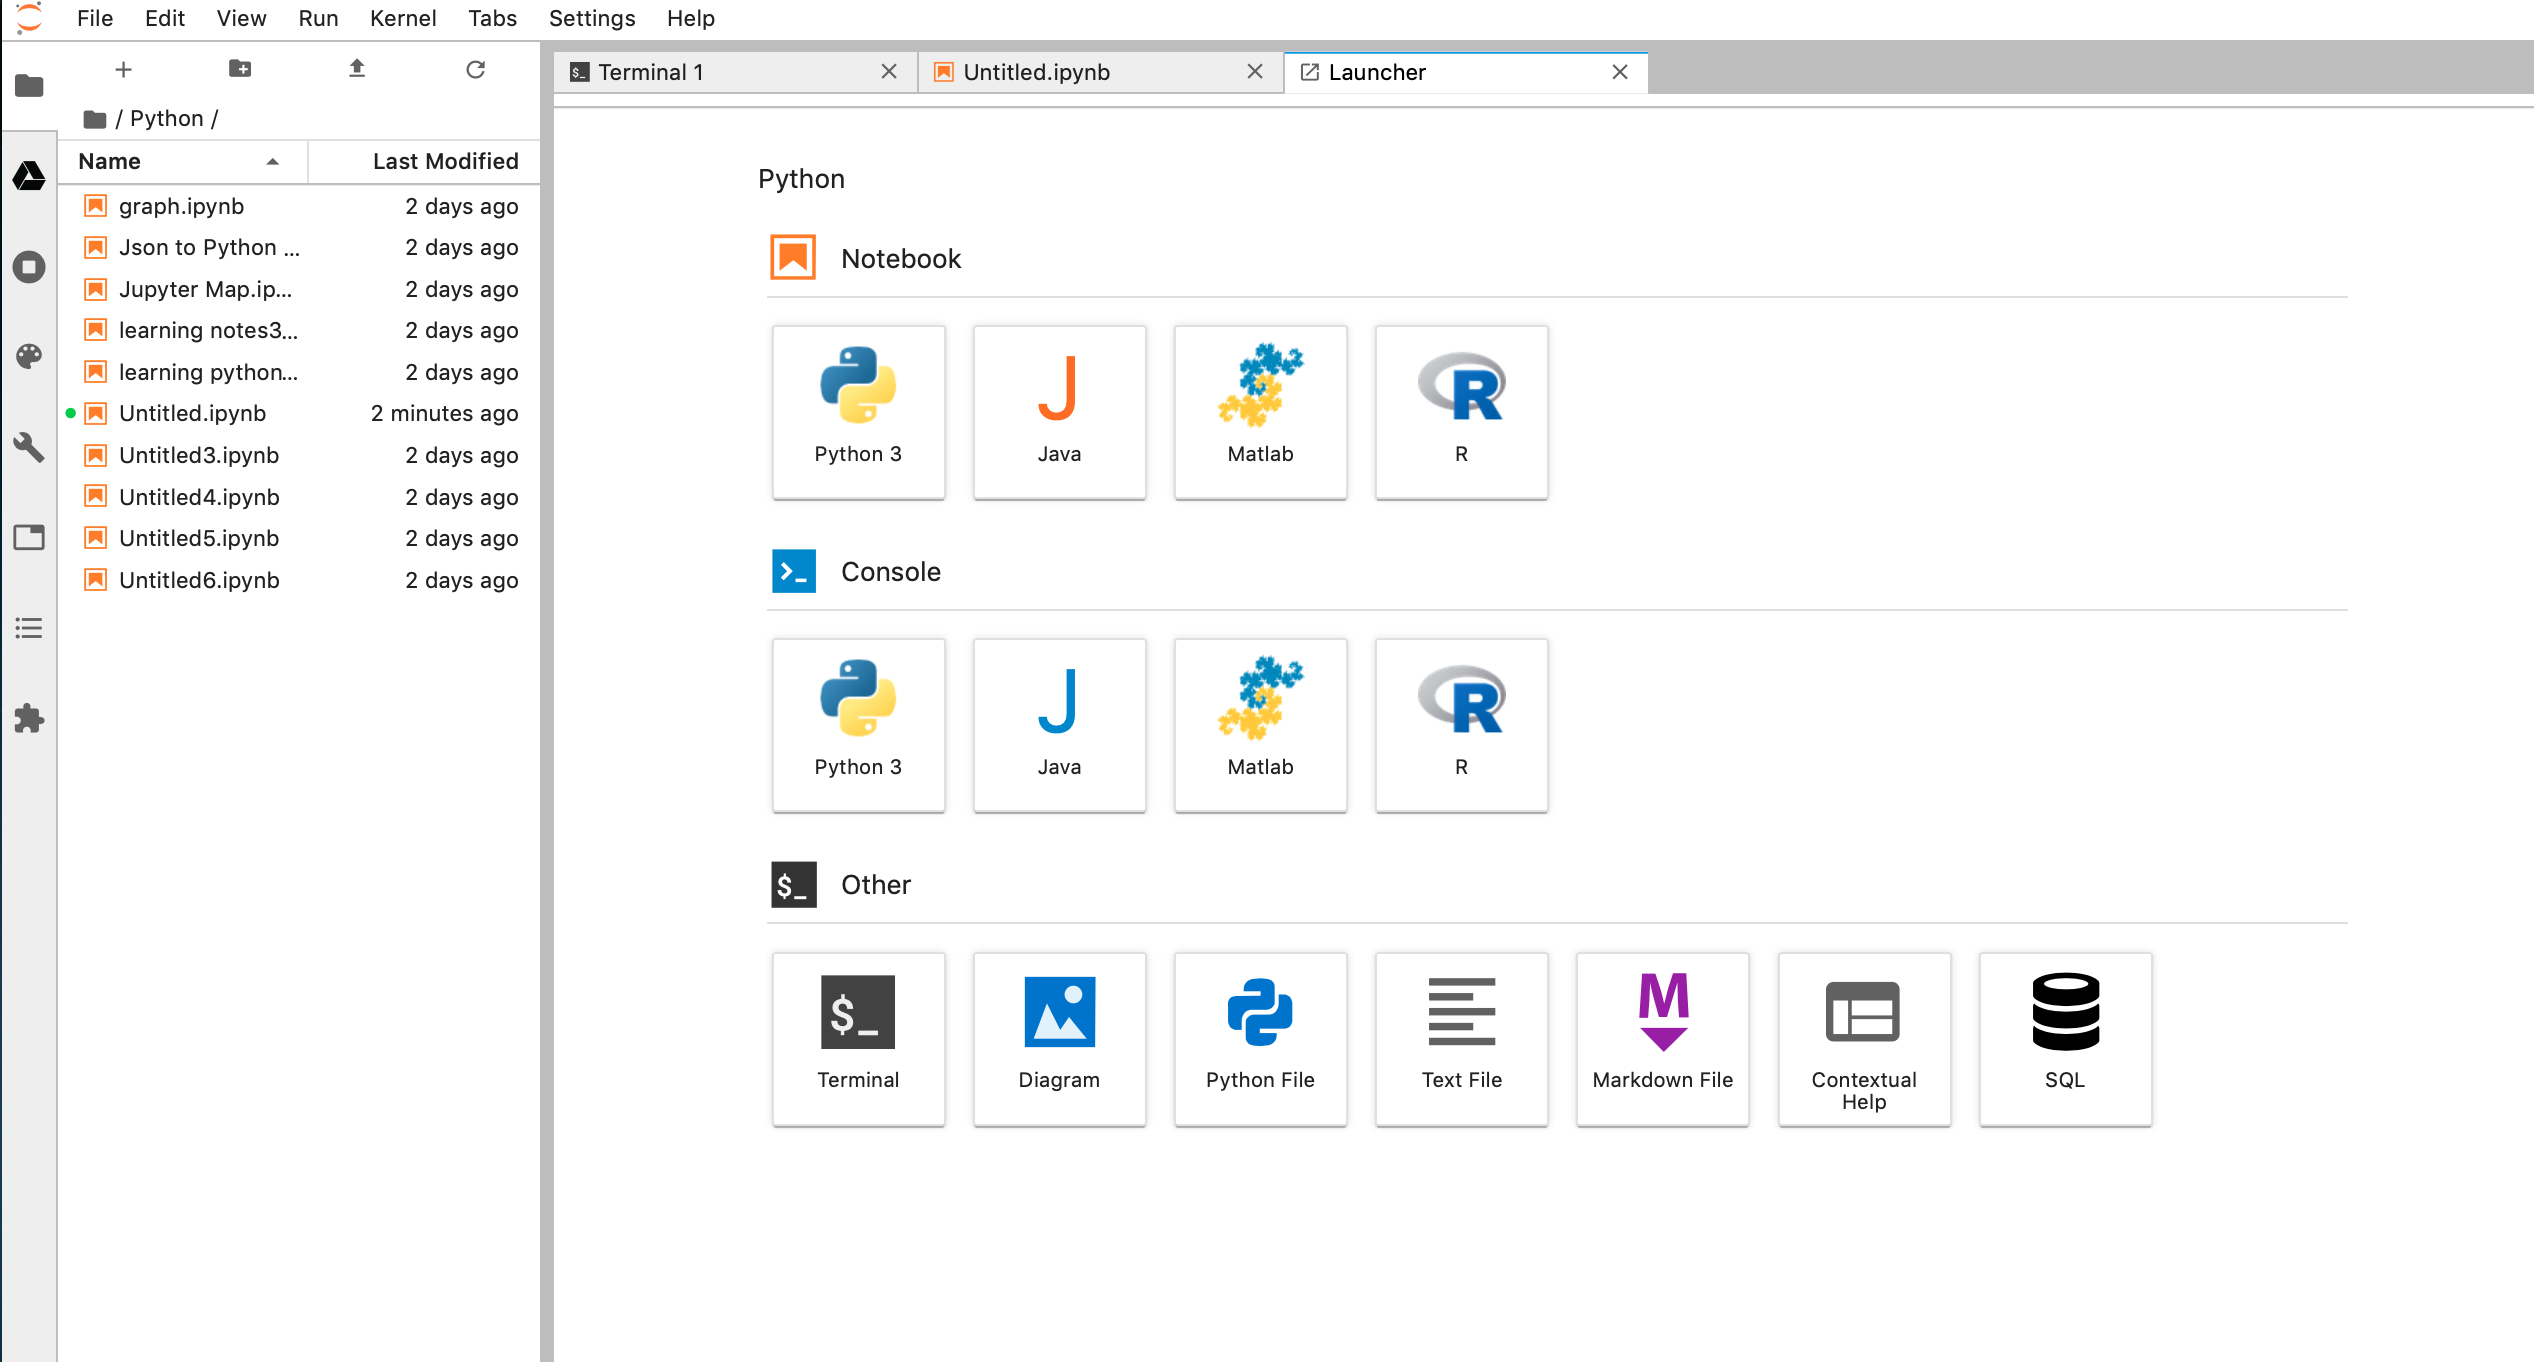 File Edit View Run Kernel Tabs Settings Help
/ Python /
Name Last Modified
graph.ipynb 2 days ago
Json to Python ... 2 days ago
Jupyter Map.ip... 2 days ago
learning notes3... 2 days ago
learning python... 2 days ago
Untitled.ipynb 2 minutes ago
Untitled3.ipynb 2 days ago
Untitled4.ipynb 2 days ago
Untitled5.ipynb 2 days ago
Untitled6.ipynb 2 days ago
$_ Terminal 1 Untitled.ipynb Launcher
Python
Notebook
J R
Python 3 Java Matlab R
>_ Console
J R
Python 3 Java Matlab R
$_ Other
$_ M
Terminal Diagram Python File Text File Markdown File Contextual Help SQL